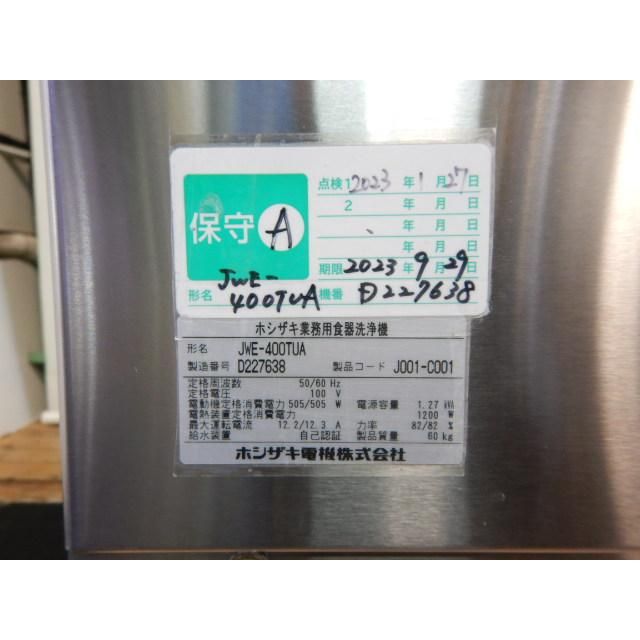 保守 A
点検 1 2023 年 1 月 27 日
2 年 月 日
年 月 日
年 月 日
期限 2023 年 9 月 29 日
形名 JWE-400TUA 機番 D227638
ホシザキ業務用食器洗浄機
形名 JWE-400TUA
製造番号 D227638 製品コード J001-C001
定格周波数 50/60 Hz
定格電圧 100 V
電動機定格消費電力 505/505 W 電源容量 1.27 kVA
電熱装置定格消費電力 1200 W
最大運転電流 12.2/12.3 A 力率 82/82 %
給水装置 自己認証 製品質量 60 kg
ホシザキ電機株式会社